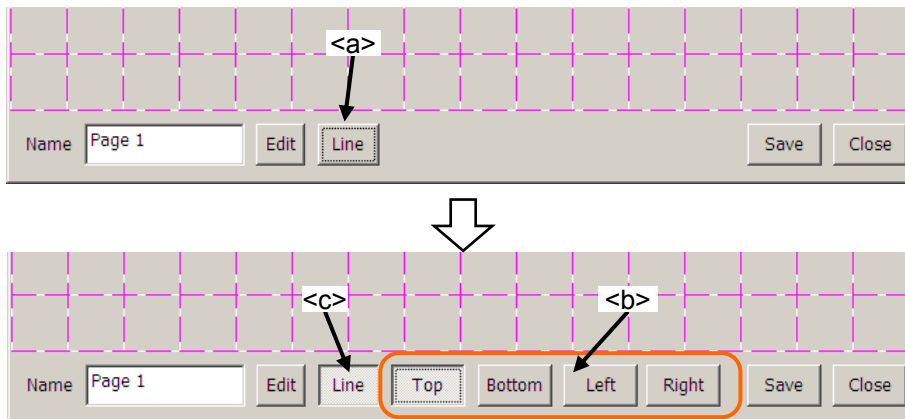 <a>
Name Page 1 Edit Line Save Close
<c> <b>
Name Page 1 Edit Line Top Bottom Left Right Save Close